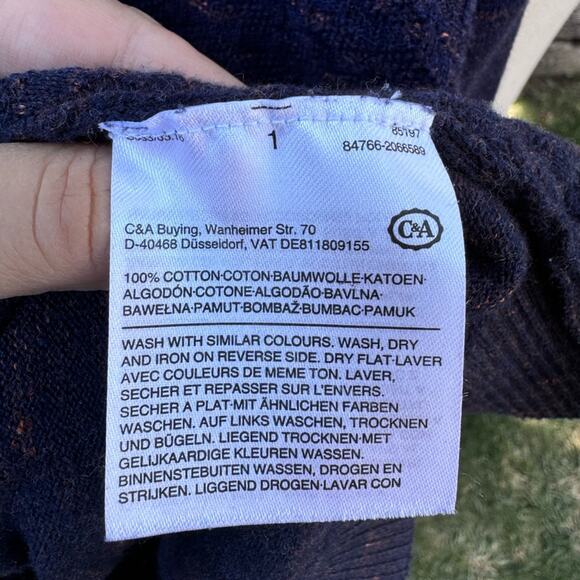 1
85197
84766-2066589
C&A Buying, Wanheimer Str. 70
D-40468 Düsseldorf, VAT DE811809155
C&A
100% COTTON·COTON·BAUMWOLLE·KATOEN·
ALGODÓN·COTONE·ALGODÃO·BAVLNA·
BAWEŁNA·PAMUT·BOMBAŽ·BUMBAC·PAMUK
WASH WITH SIMILAR COLOURS. WASH, DRY
AND IRON ON REVERSE SIDE. DRY FLAT·LAVER
AVEC COULEURS DE MEME TON. LAVER,
SECHER ET REPASSER SUR L'ENVERS.
SECHER A PLAT·MIT ÄHNLICHEN FARBEN
WASCHEN. AUF LINKS WASCHEN, TROCKNEN
UND BÜGELN. LIEGEND TROCKNEN·MET
GELIJKAARDIGE KLEUREN WASSEN.
BINNENSTEBUITEN WASSEN, DROGEN EN
STRIJKEN. LIGGEND DROGEN·LAVAR CON